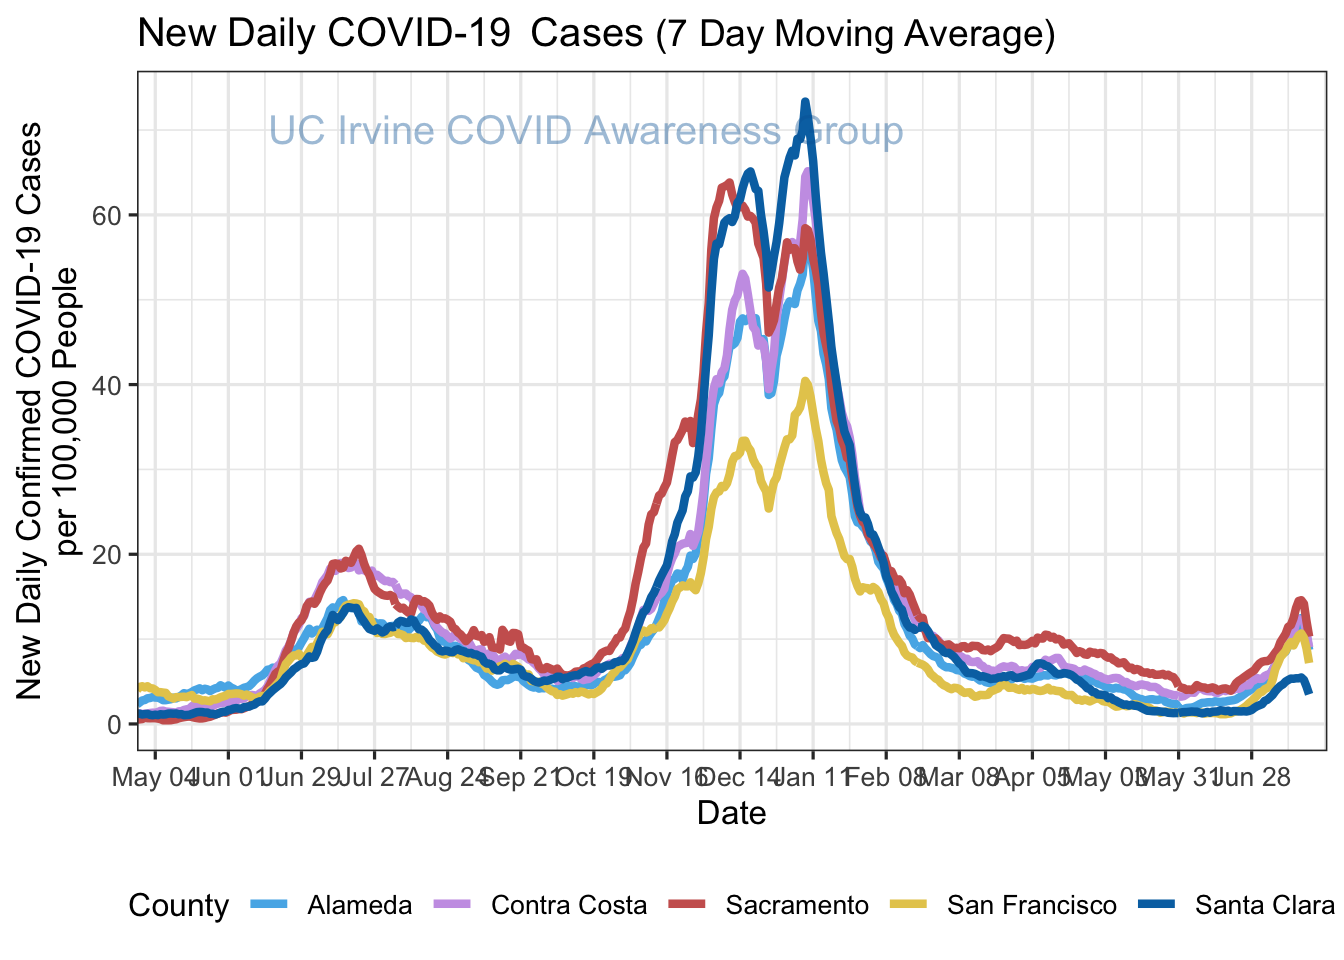 New Daily COVID-19  Cases (7 Day Moving Average)
UC Irvine COVID Awareness Group
New Daily Confirmed COVID-19 Cases
per 100,000 People
60
40
20
0
May 04 Jun 01 Jun 29 Jul 27 Aug 24 Sep 21 Oct 19 Nov 16 Dec 14 Jan 11 Feb 08 Mar 08 Apr 05 May 03 May 31 Jun 28
Date
County Alameda Contra Costa Sacramento San Francisco Santa Clara